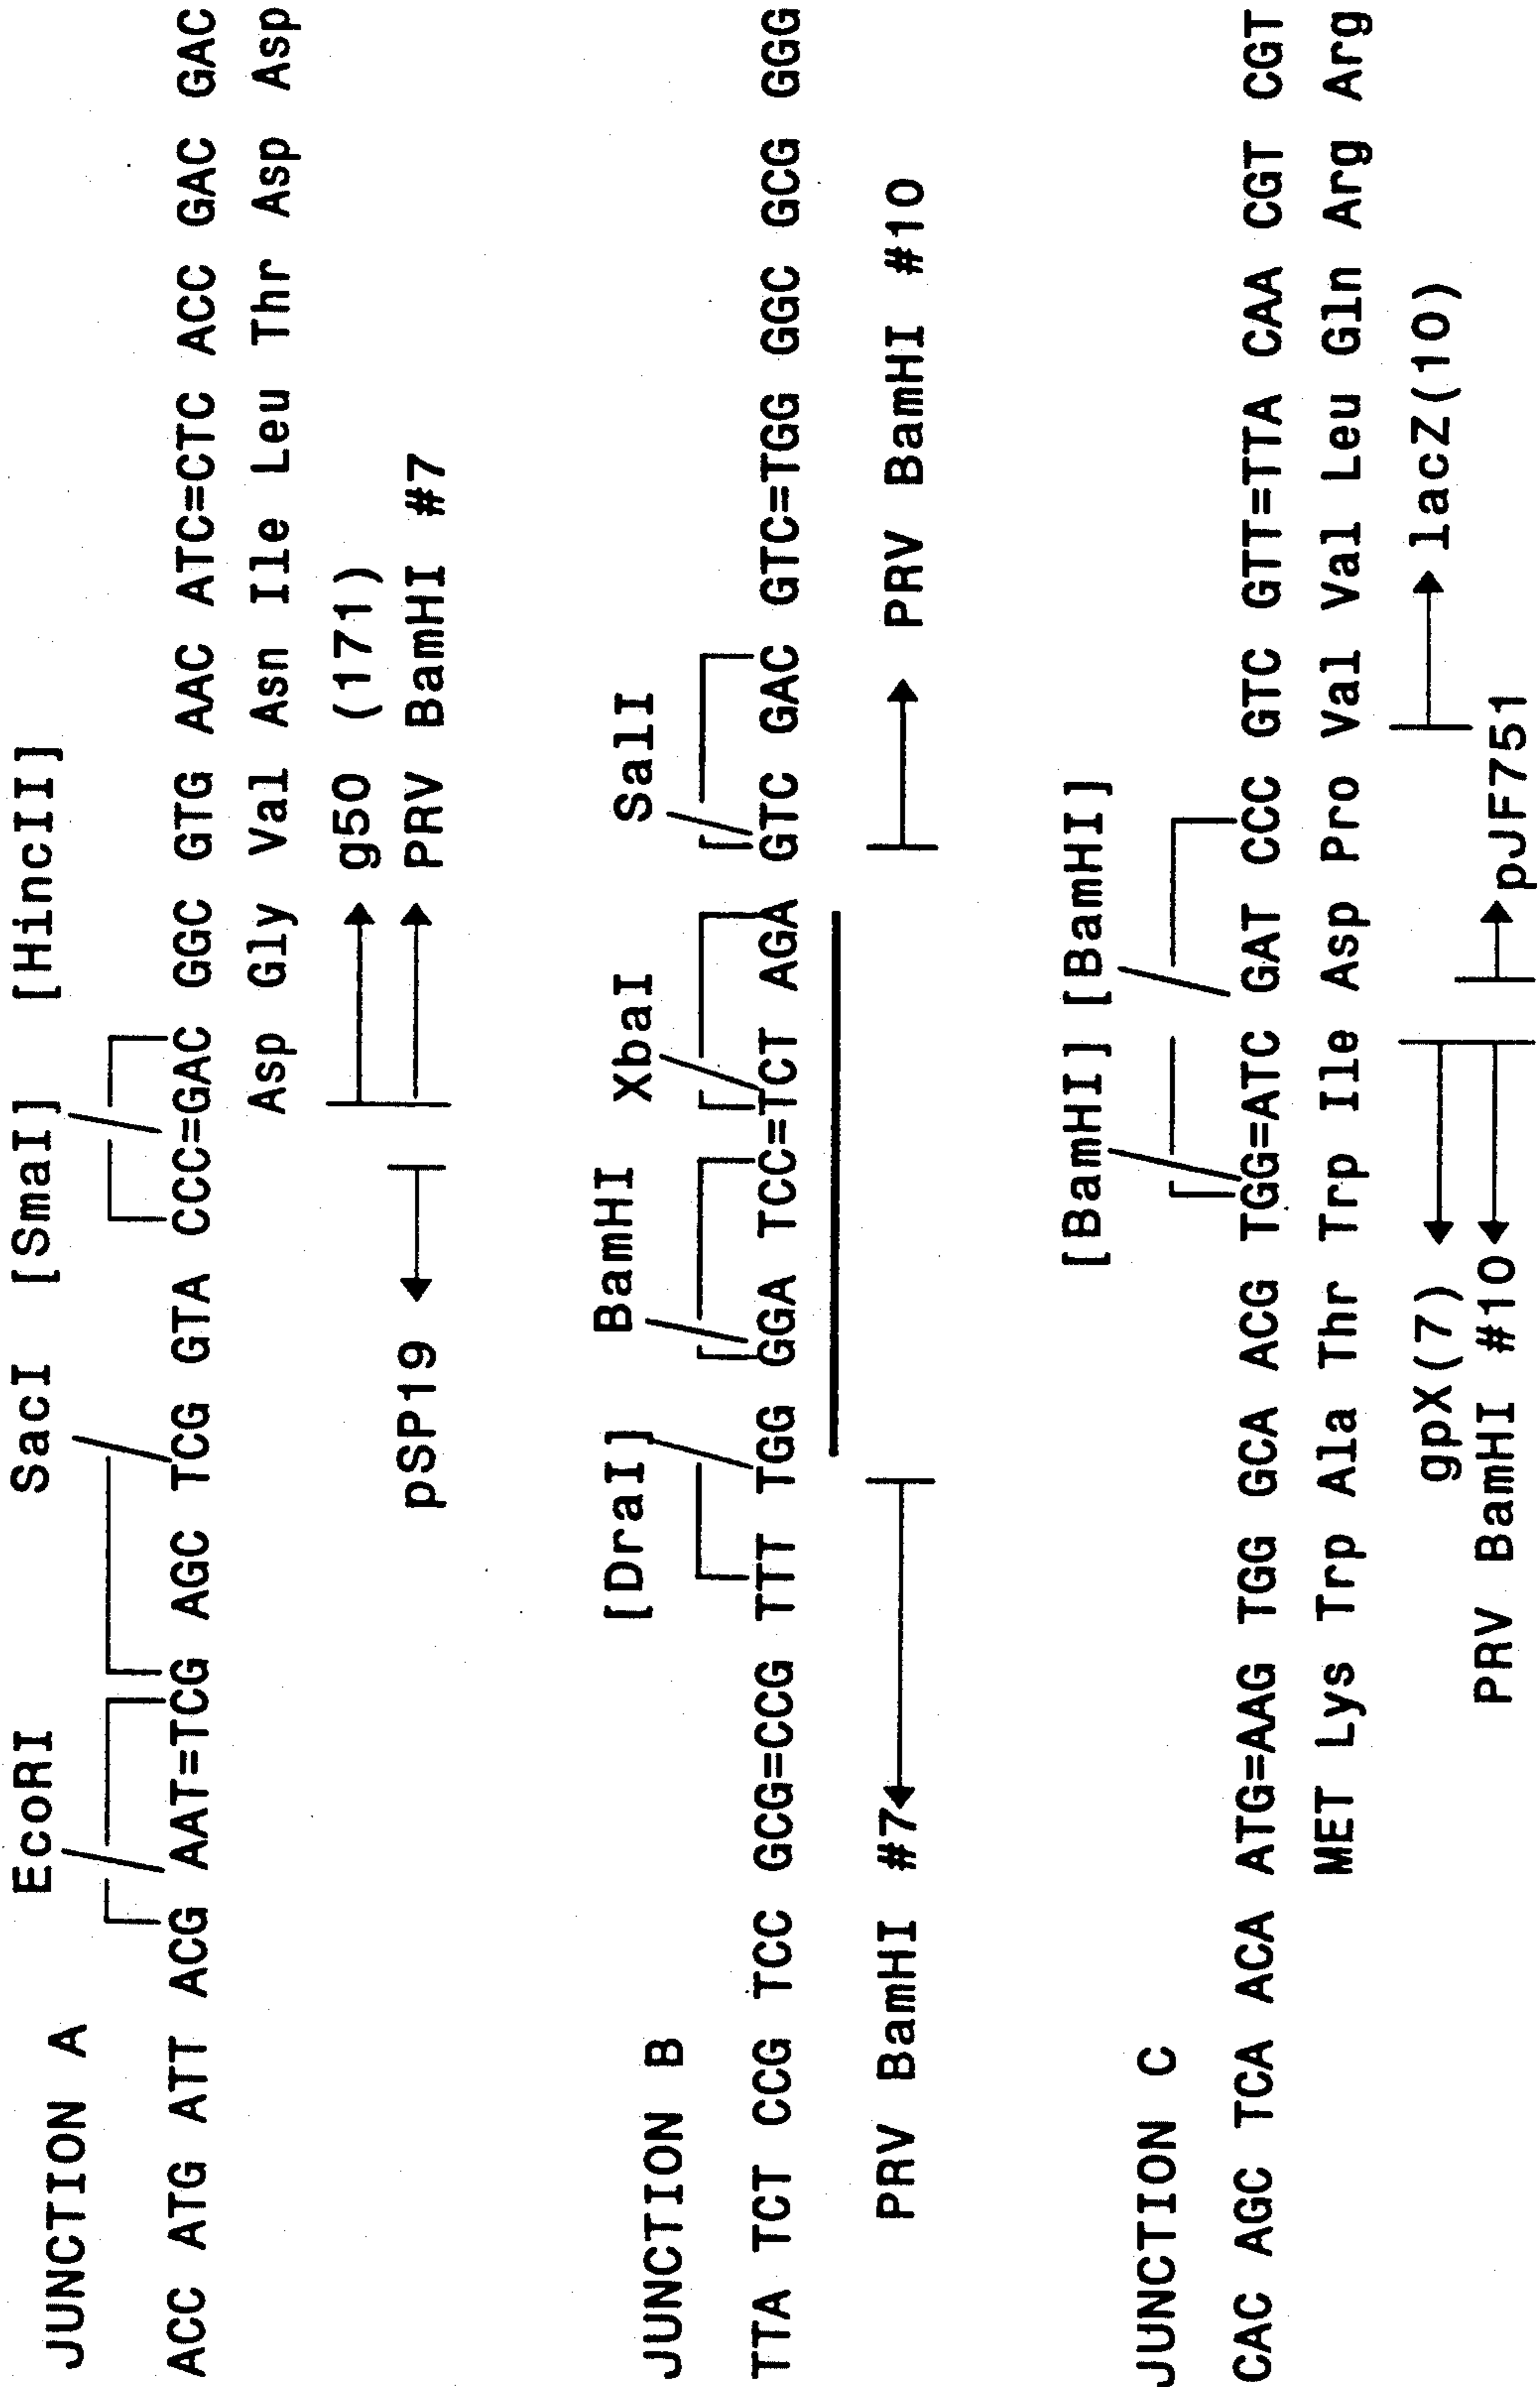 JUNCTION A
EcoRI SacI [SmaI] [HincII]
ACC ATG ATT ACG AAT=TCG AGC TCG GTA CCC=GAC GGC GTG AAC ATC=CTC ACC GAC GAC
Asp Gly Val Asn Ile Leu Thr Asp Asp
g50 (171)
pSP19 PRV BamHI #7
JUNCTION B
[DraI] BamHI XbaI SalI
TTA TCT CCG TCC GCG=CCG TTT TGG GGA TCC=TCT AGA GTC GAC GTC=TGG GGC GCG GGG
PRV BamHI #7 PRV BamHI #10
JUNCTION C
[BamHI] [BamHI]
CAC AGC TCA ACA ATG=AAG TGG GCA ACG TGG=ATC GAT CCC GTC GTT=TTA CAA CGT CGT
MET Lys Trp Ala Thr Trp Ile Asp Pro Val Val Leu Gln Arg Arg
gpX(7) lacZ(10)
PRV BamHI #10 pJF751